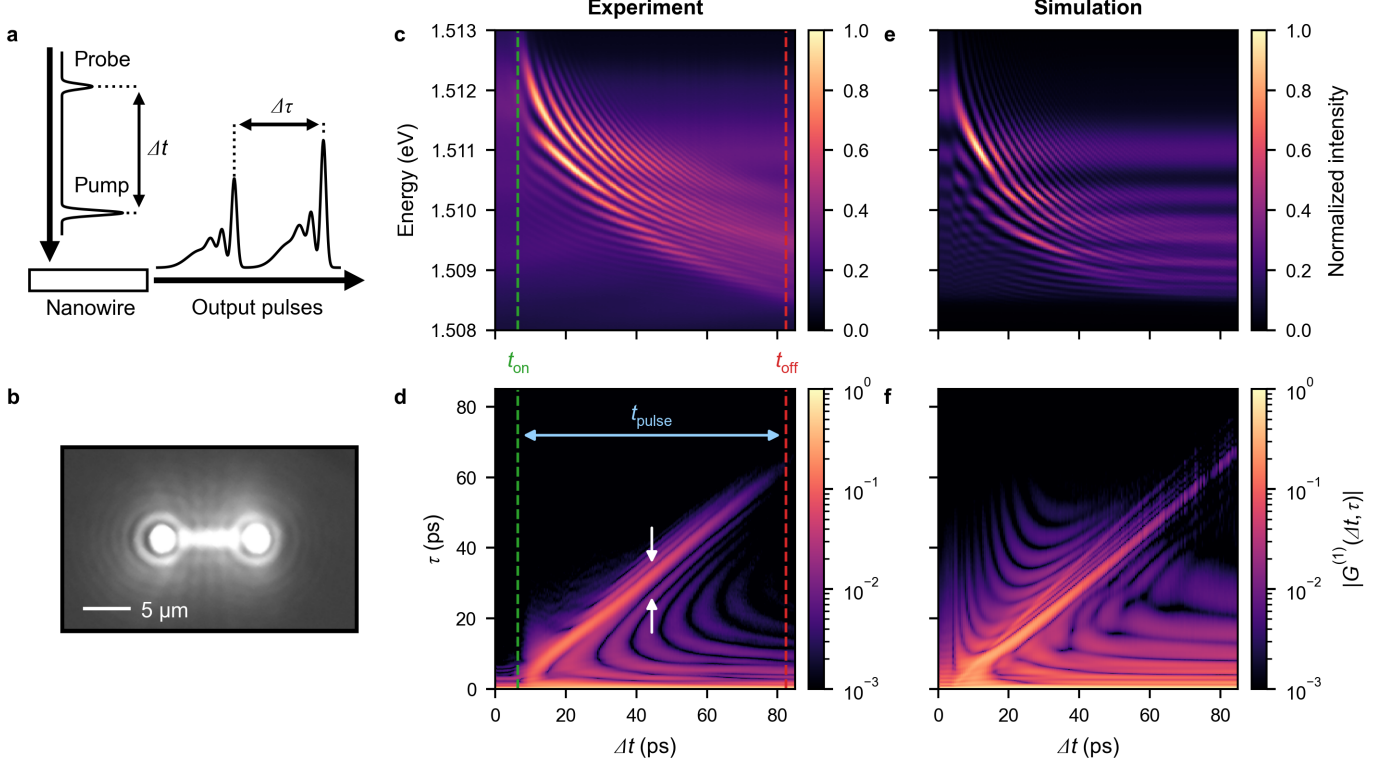 Experiment
Simulation
a
Probe
Δt
Pump
Δτ
Nanowire
Output pulses
c
1.513
1.512
1.511
1.510
1.509
1.508
Energy (eV)
1.0
0.8
0.6
0.4
0.2
0.0
e
1.0
0.8
0.6
0.4
0.2
0.0
Normalized intensity
b
5 μm
t_on
t_off
d
80
60
40
20
0
τ (ps)
t_pulse
0 20 40 60 80
Δt (ps)
10⁰
10⁻¹
10⁻²
10⁻³
f
0 20 40 60 80
Δt (ps)
10⁰
10⁻¹
10⁻²
10⁻³
|G⁽¹⁾(Δt, τ)|